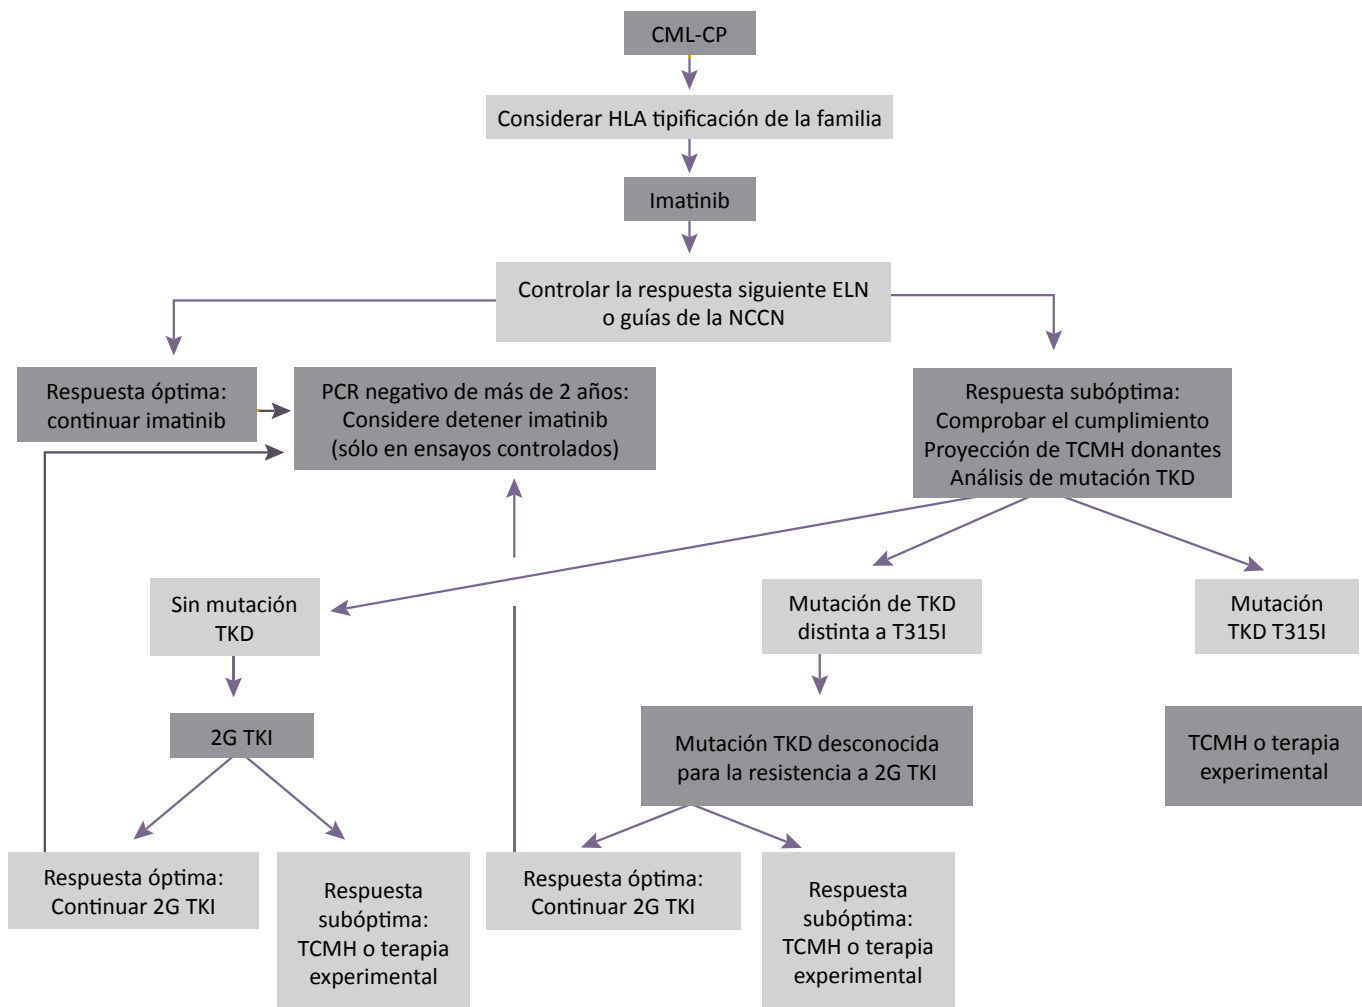 CML-CP
Considerar HLA tipificación de la familia
Imatinib
Controlar la respuesta siguiente ELN
o guías de la NCCN
Respuesta óptima:
continuar imatinib
PCR negativo de más de 2 años:
Considere detener imatinib
(sólo en ensayos controlados)
Respuesta subóptima:
Comprobar el cumplimiento
Proyección de TCMH donantes
Análisis de mutación TKD
Sin mutación
TKD
Mutación de TKD
distinta a T315I
Mutación
TKD T315I
2G TKI
Mutación TKD desconocida
para la resistencia a 2G TKI
TCMH o terapia
experimental
Respuesta óptima:
Continuar 2G TKI
Respuesta
subóptima:
TCMH o terapia
experimental
Respuesta óptima:
Continuar 2G TKI
Respuesta
subóptima:
TCMH o terapia
experimental